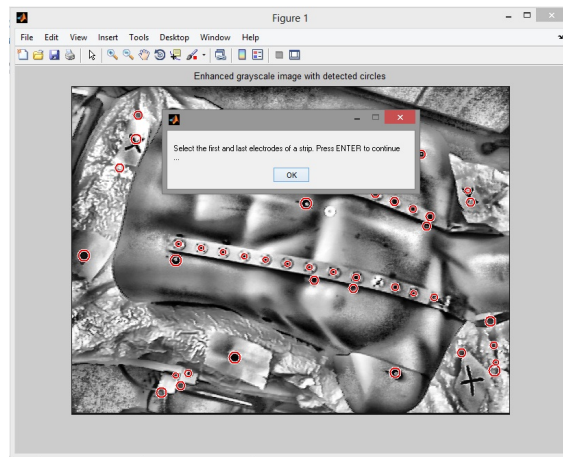 Figure 1
File Edit View Insert Tools Desktop Window Help
Enhanced grayscale image with detected circles
Select the first and last electrodes of a strip. Press ENTER to continue
...
OK